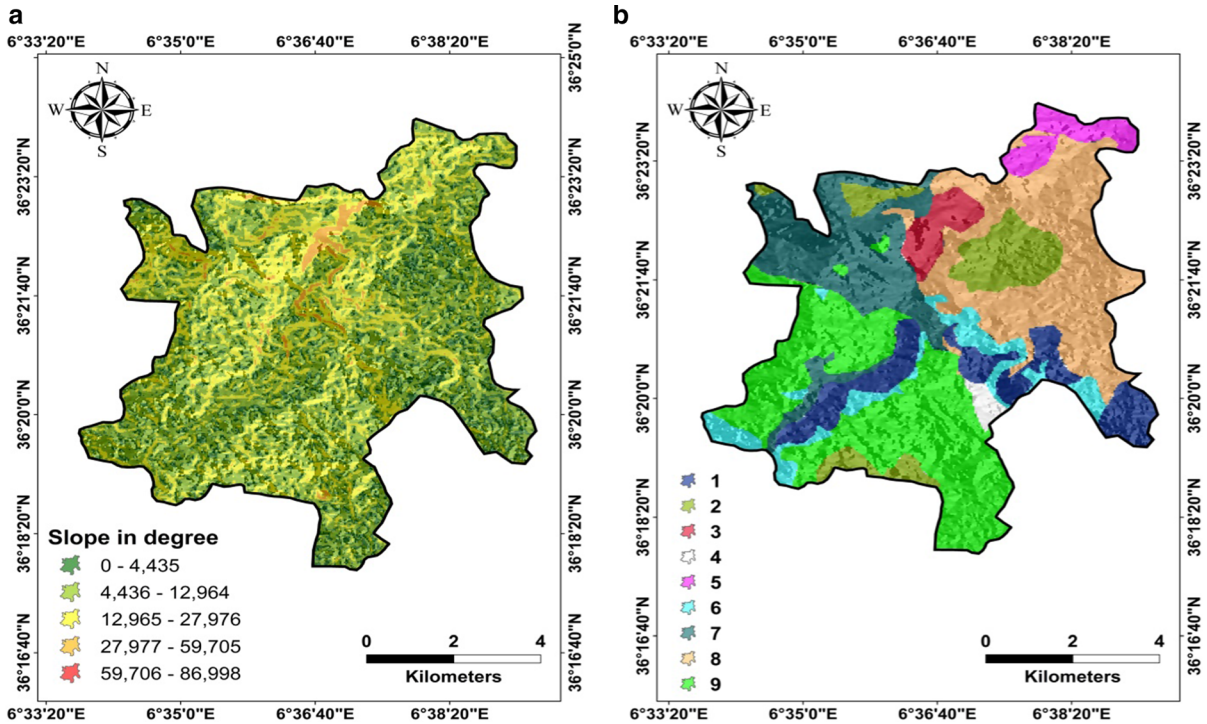 a
6°33'20"E 6°35'0"E 6°36'40"E 6°38'20"E
36°25'0"N
36°23'20"N 36°23'20"N
36°21'40"N 36°21'40"N
36°20'0"N 36°20'0"N
36°18'20"N 36°18'20"N
36°16'40"N 36°16'40"N
N
W E
S
Slope in degree
0 - 4,435
4,436 - 12,964
12,965 - 27,976
27,977 - 59,705
59,706 - 86,998
0 2 4
Kilometers
6°33'20"E 6°35'0"E 6°36'40"E 6°38'20"E
b
6°33'20"E 6°35'0"E 6°36'40"E 6°38'20"E
36°23'20"N 36°23'20"N
36°21'40"N 36°21'40"N
36°20'0"N 36°20'0"N
36°18'20"N 36°18'20"N
36°16'40"N 36°16'40"N
N
W E
S
1
2
3
4
5
6
7
8
9
0 2 4
Kilometers
6°33'20"E 6°35'0"E 6°36'40"E 6°38'20"E